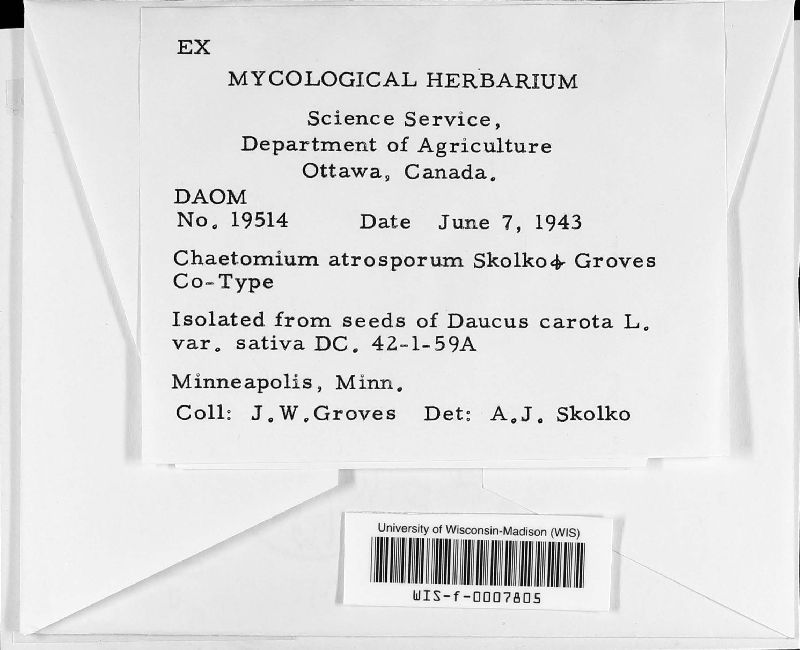 EX
MYCOLOGICAL HERBARIUM
Science Service,
Department of Agriculture
Ottawa, Canada.
DAOM
No. 19514 Date June 7, 1943
Chaetomium atrosporum Skolko & Groves
Co-Type
Isolated from seeds of Daucus carota L.
var. sativa DC. 42-1-59A
Minneapolis, Minn.
Coll: J.W.Groves Det: A.J. Skolko
University of Wisconsin-Madison (WIS)
WIS-f-0007805